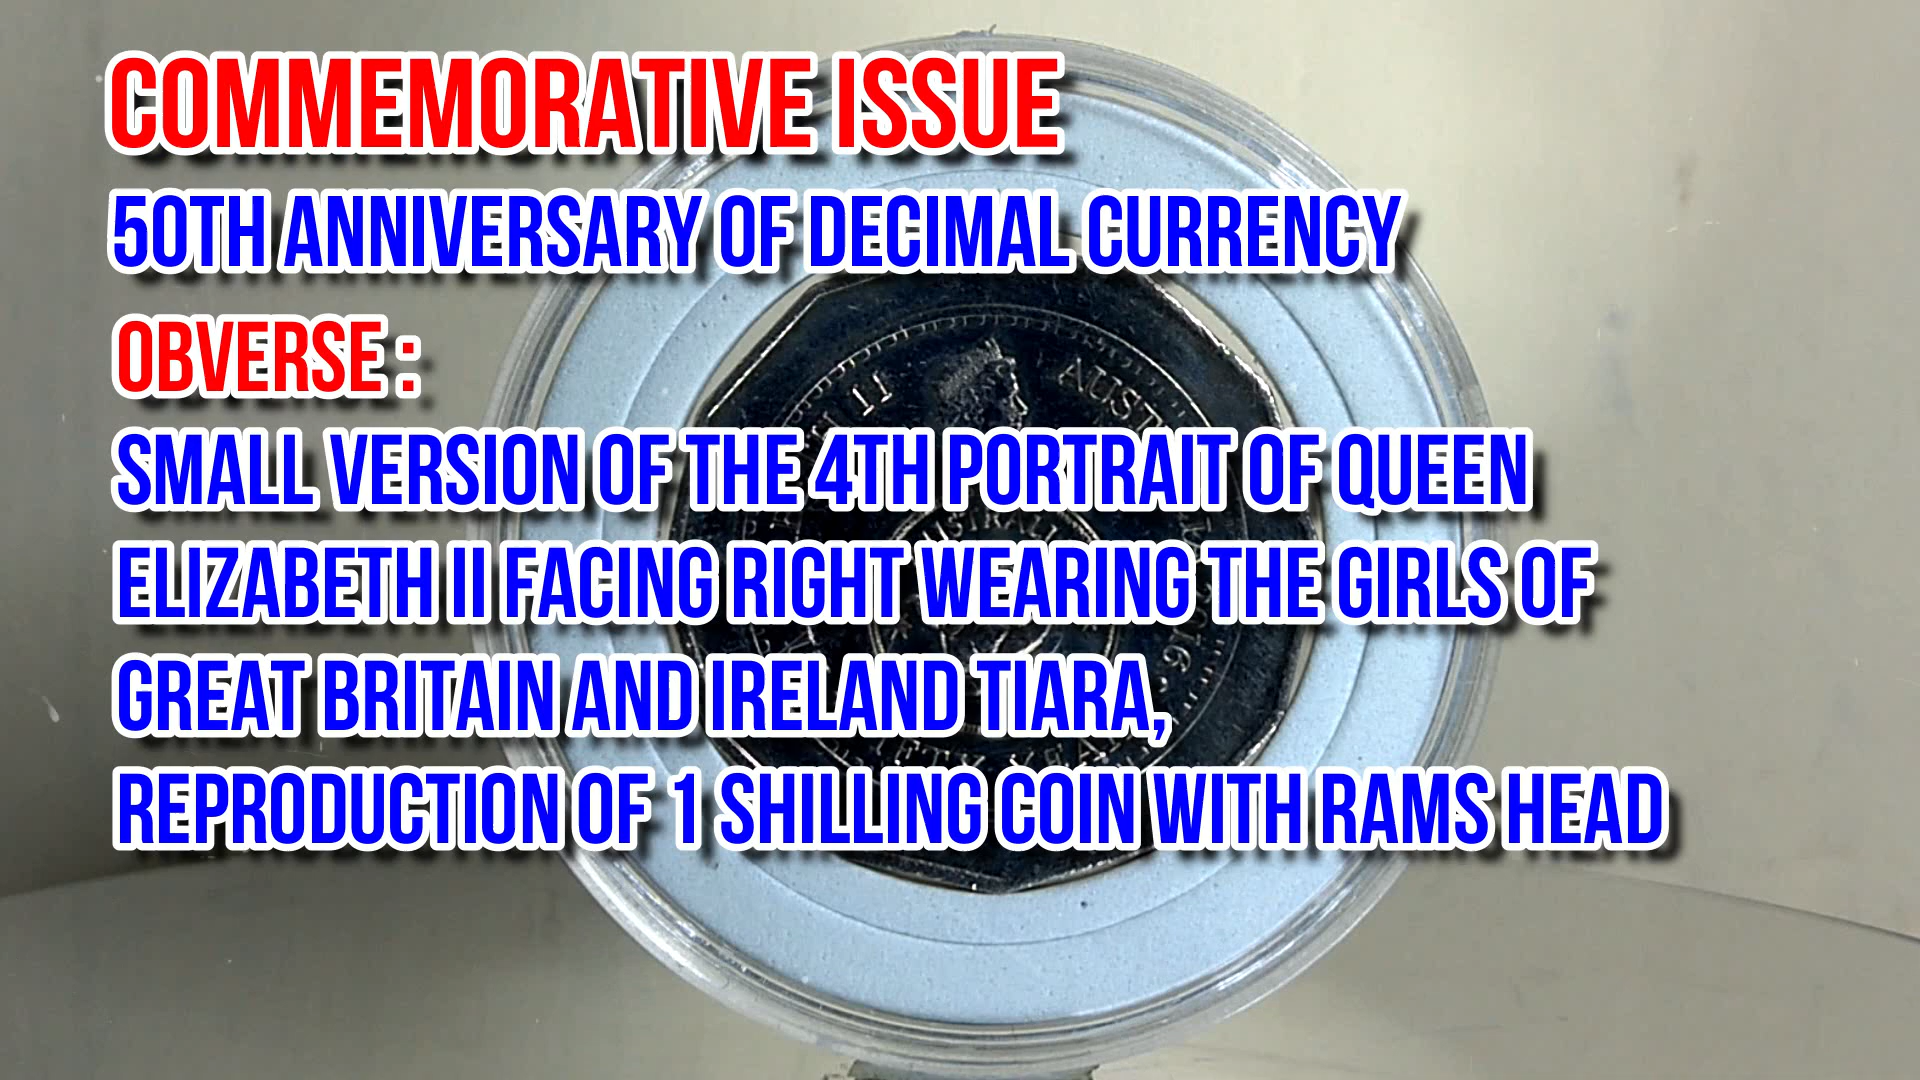 COMMEMORATIVE ISSUE
50TH ANNIVERSARY OF DECIMAL CURRENCY
OBVERSE :
SMALL VERSION OF THE 4TH PORTRAIT OF QUEEN
ELIZABETH II FACING RIGHT WEARING THE GIRLS OF
GREAT BRITAIN AND IRELAND TIARA,
REPRODUCTION OF 1 SHILLING COIN WITH RAMS HEAD
II